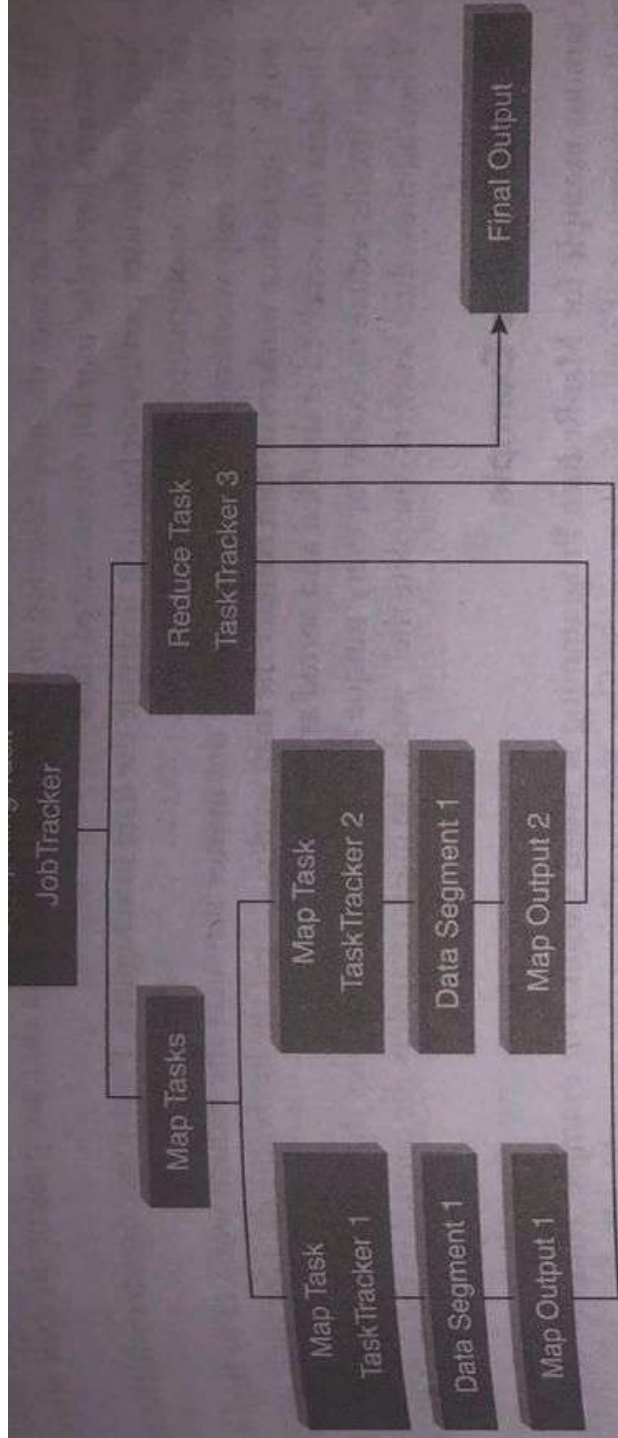 JobTracker
Map Tasks
Reduce Task
TaskTracker 3
Map Task
TaskTracker 1
Map Task
TaskTracker 2
Data Segment 1
Data Segment 1
Map Output 1
Map Output 2
Final Output